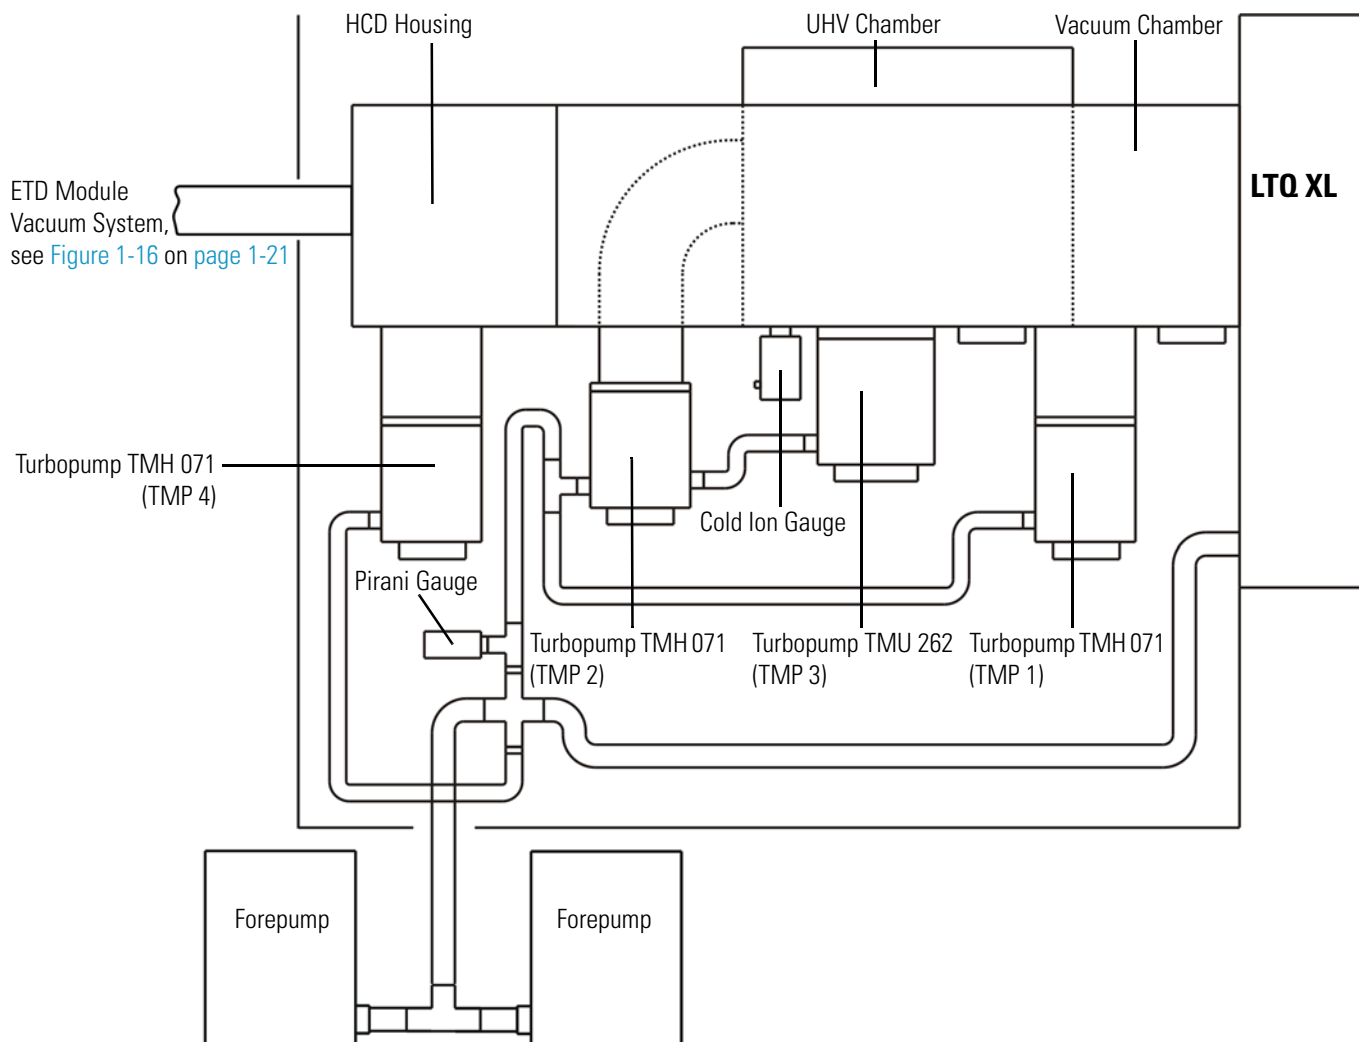 HCD Housing
UHV Chamber
Vacuum Chamber
ETD Module
Vacuum System,
see Figure 1-16 on page 1-21
LTQ XL
Turbopump TMH 071
(TMP 4)
Cold Ion Gauge
Pirani Gauge
Turbopump TMH 071
(TMP 2)
Turbopump TMU 262
(TMP 3)
Turbopump TMH 071
(TMP 1)
Forepump
Forepump